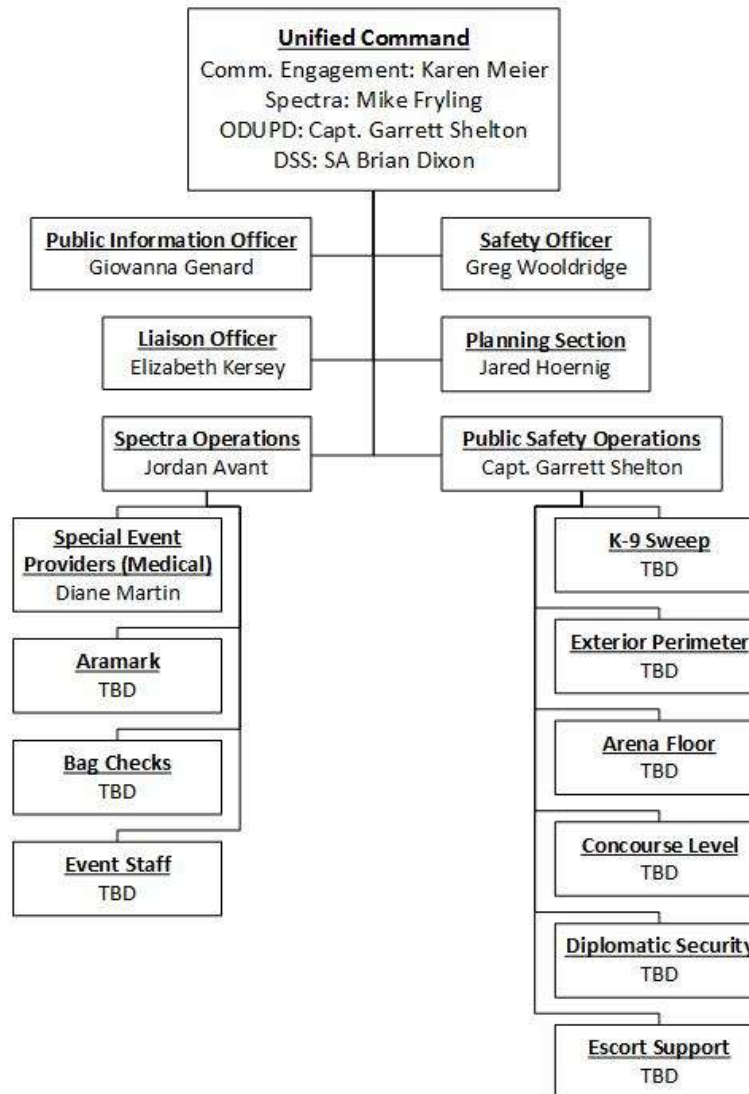 Unified Command
Comm. Engagement: Karen Meier
Spectra: Mike Fryling
ODUPD: Capt. Garrett Shelton
DSS: SA Brian Dixon
Public Information Officer
Giovanna Genard
Safety Officer
Greg Wooldridge
Liaison Officer
Elizabeth Kersey
Planning Section
Jared Hoernig
Spectra Operations
Jordan Avant
Public Safety Operations
Capt. Garrett Shelton
Special Event
Providers (Medical)
Diane Martin
Aramark
TBD
Bag Checks
TBD
Event Staff
TBD
K-9 Sweep
TBD
Exterior Perimeter
TBD
Arena Floor
TBD
Concourse Level
TBD
Diplomatic Security
TBD
Escort Support
TBD